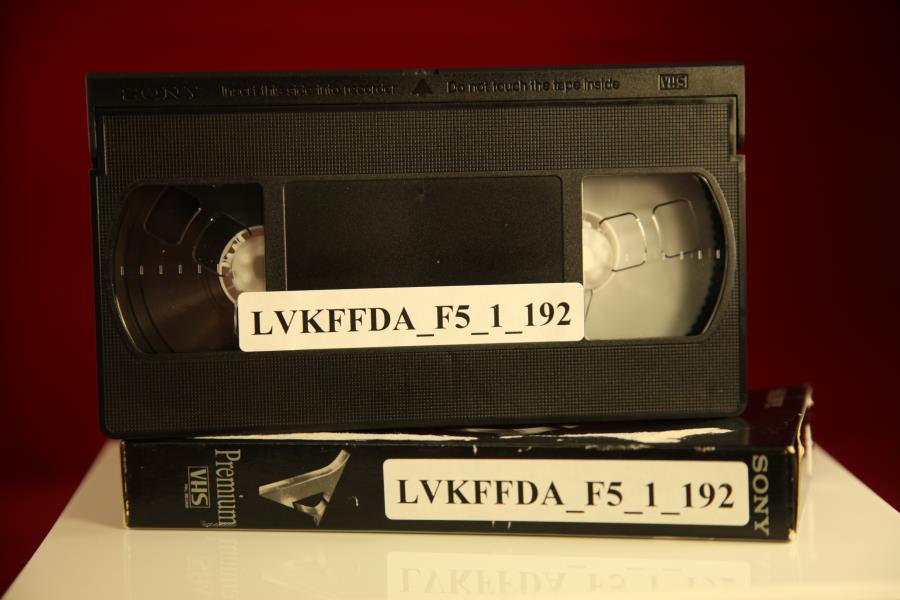 SONY Insert this side into recorder Do not touch the tape inside VHS
LVKFFDA_F5_1_192
Premium
VHS
LVKFFDA_F5_1_192
SONY